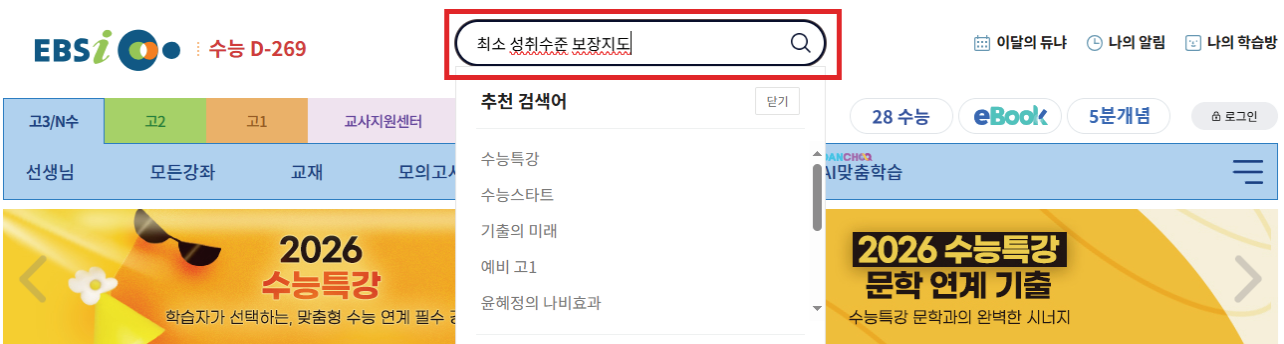 EBSi
수능 D-269
최소 성취수준 보장지도
이달의 듀냐
나의 알림
나의 학습방
추천 검색어
닫기
고3/N수
고2
고1
교사지원센터
28 수능
eBook
5분개념
로그인
선생님
모든강좌
교재
모의고사
DANCHOO
AI맞춤학습
수능특강
수능스타트
기출의 미래
예비 고1
윤혜정의 나비효과
2026
수능특강
학습자가 선택하는, 맞춤형 수능 연계 필수
2026 수능특강
문학 연계 기출
수능특강 문학과의 완벽한 시너지